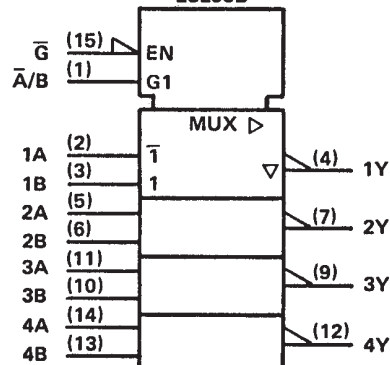 G̅ (15) EN
A̅/B (1) G1
MUX ▷
1A (2) 1̅ (4) 1Y
1B (3) 1 ▽
2A (5) (7) 2Y
2B (6)
3A (11) (9) 3Y
3B (10)
4A (14) (12) 4Y
4B (13)